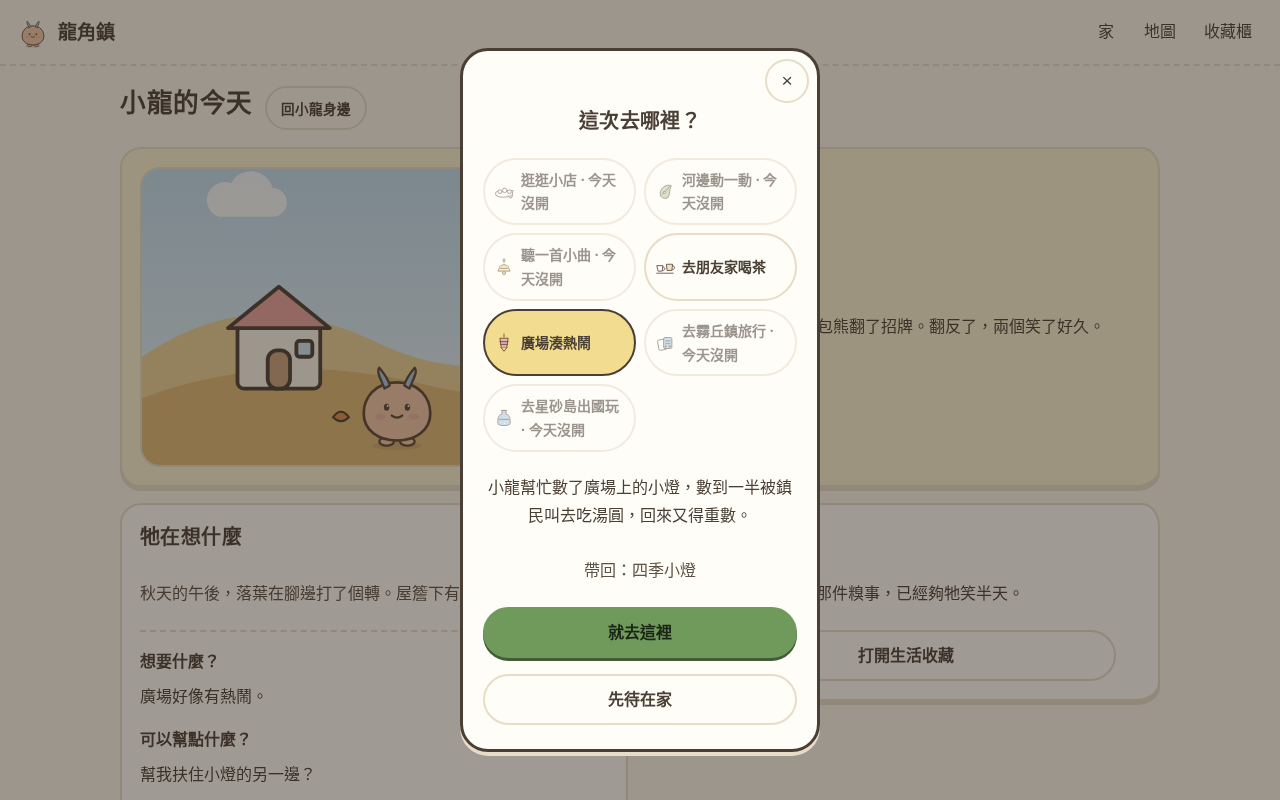 龍角鎮
家
地圖
收藏櫃
小龍的今天
回小龍身邊
包熊翻了招牌。翻反了，兩個笑了好久。
牠在想什麼
秋天的午後，落葉在腳邊打了個轉。屋簷下有
想要什麼？
廣場好像有熱鬧。
可以幫點什麼？
幫我扶住小燈的另一邊？
那件糗事，已經夠牠笑半天。
打開生活收藏
×
這次去哪裡？
逛逛小店 · 今天
沒開
河邊動一動 · 今
天沒開
聽一首小曲 · 今
天沒開
去朋友家喝茶
廣場湊熱鬧
去霧丘鎮旅行 ·
今天沒開
去星砂島出國玩
· 今天沒開
小龍幫忙數了廣場上的小燈，數到一半被鎮
民叫去吃湯圓，回來又得重數。
帶回：四季小燈
就去這裡
先待在家